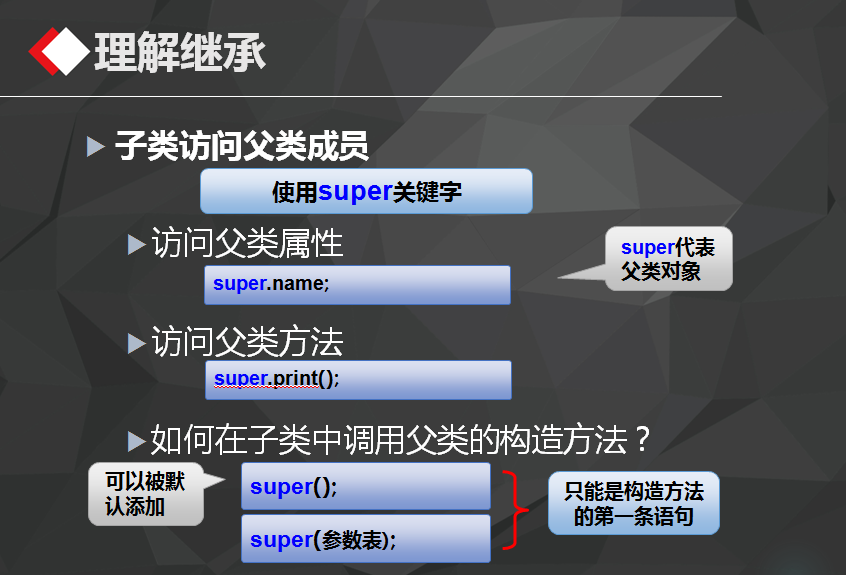 理解继承
子类访问父类成员
使用super关键字
访问父类属性
super.name;
super代表
父类对象
访问父类方法
super.print();
如何在子类中调用父类的构造方法？
可以被默
认添加
super();
super(参数表);
只能是构造方法
的第一条语句